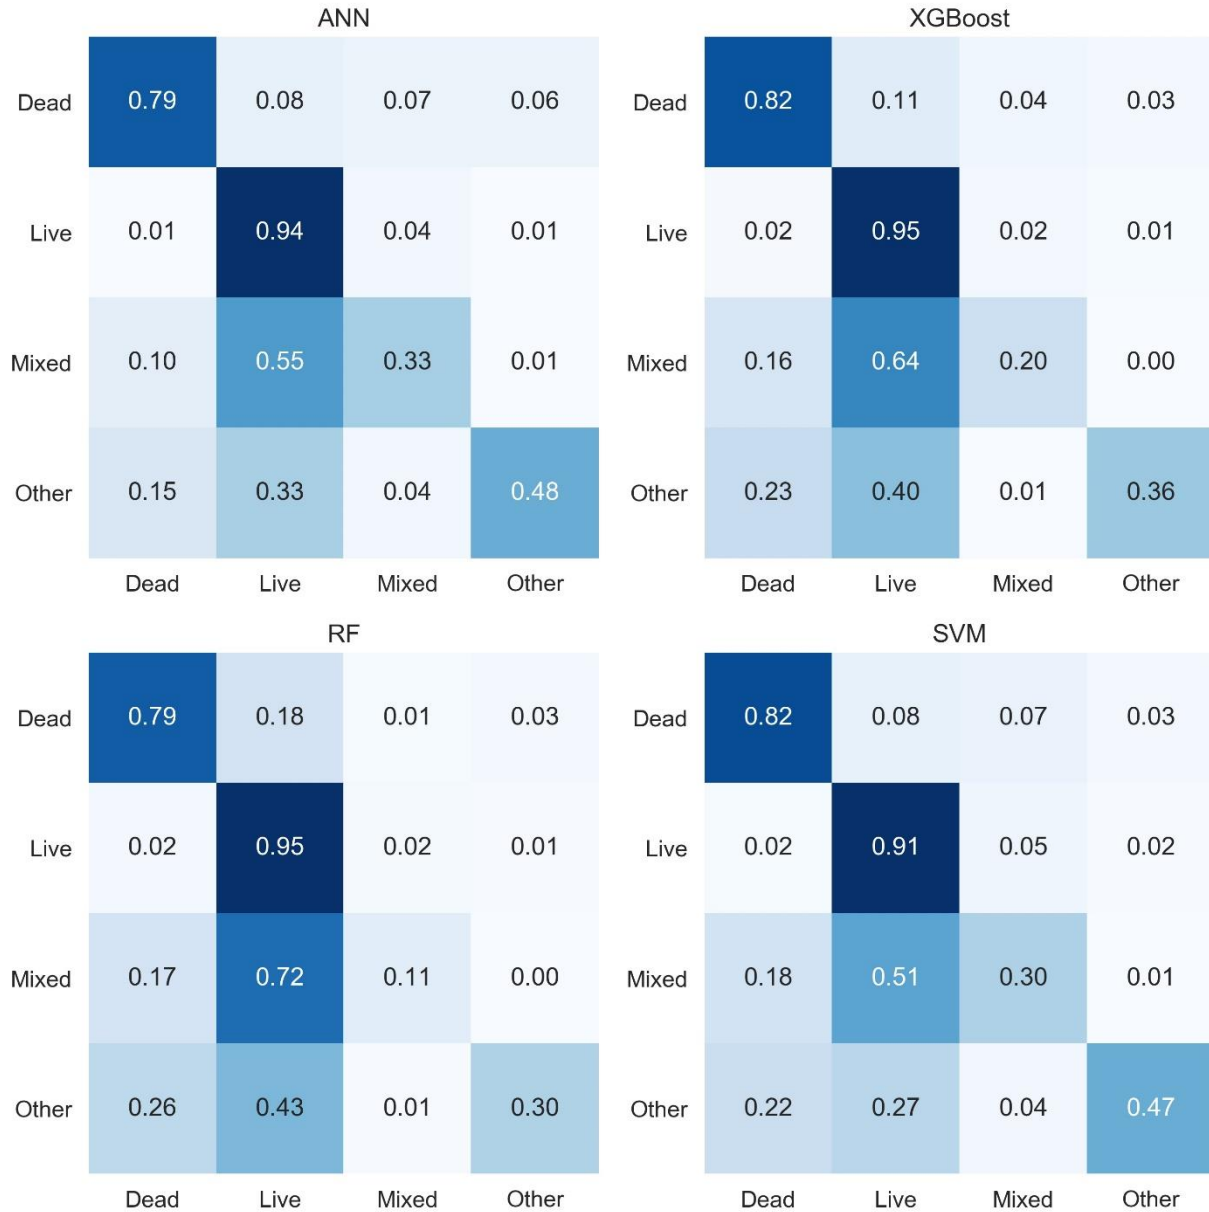 ANN
Dead 0.79 0.08 0.07 0.06
Live 0.01 0.94 0.04 0.01
Mixed 0.10 0.55 0.33 0.01
Other 0.15 0.33 0.04 0.48
Dead Live Mixed Other
XGBoost
Dead 0.82 0.11 0.04 0.03
Live 0.02 0.95 0.02 0.01
Mixed 0.16 0.64 0.20 0.00
Other 0.23 0.40 0.01 0.36
Dead Live Mixed Other
RF
Dead 0.79 0.18 0.01 0.03
Live 0.02 0.95 0.02 0.01
Mixed 0.17 0.72 0.11 0.00
Other 0.26 0.43 0.01 0.30
Dead Live Mixed Other
SVM
Dead 0.82 0.08 0.07 0.03
Live 0.02 0.91 0.05 0.02
Mixed 0.18 0.51 0.30 0.01
Other 0.22 0.27 0.04 0.47
Dead Live Mixed Other